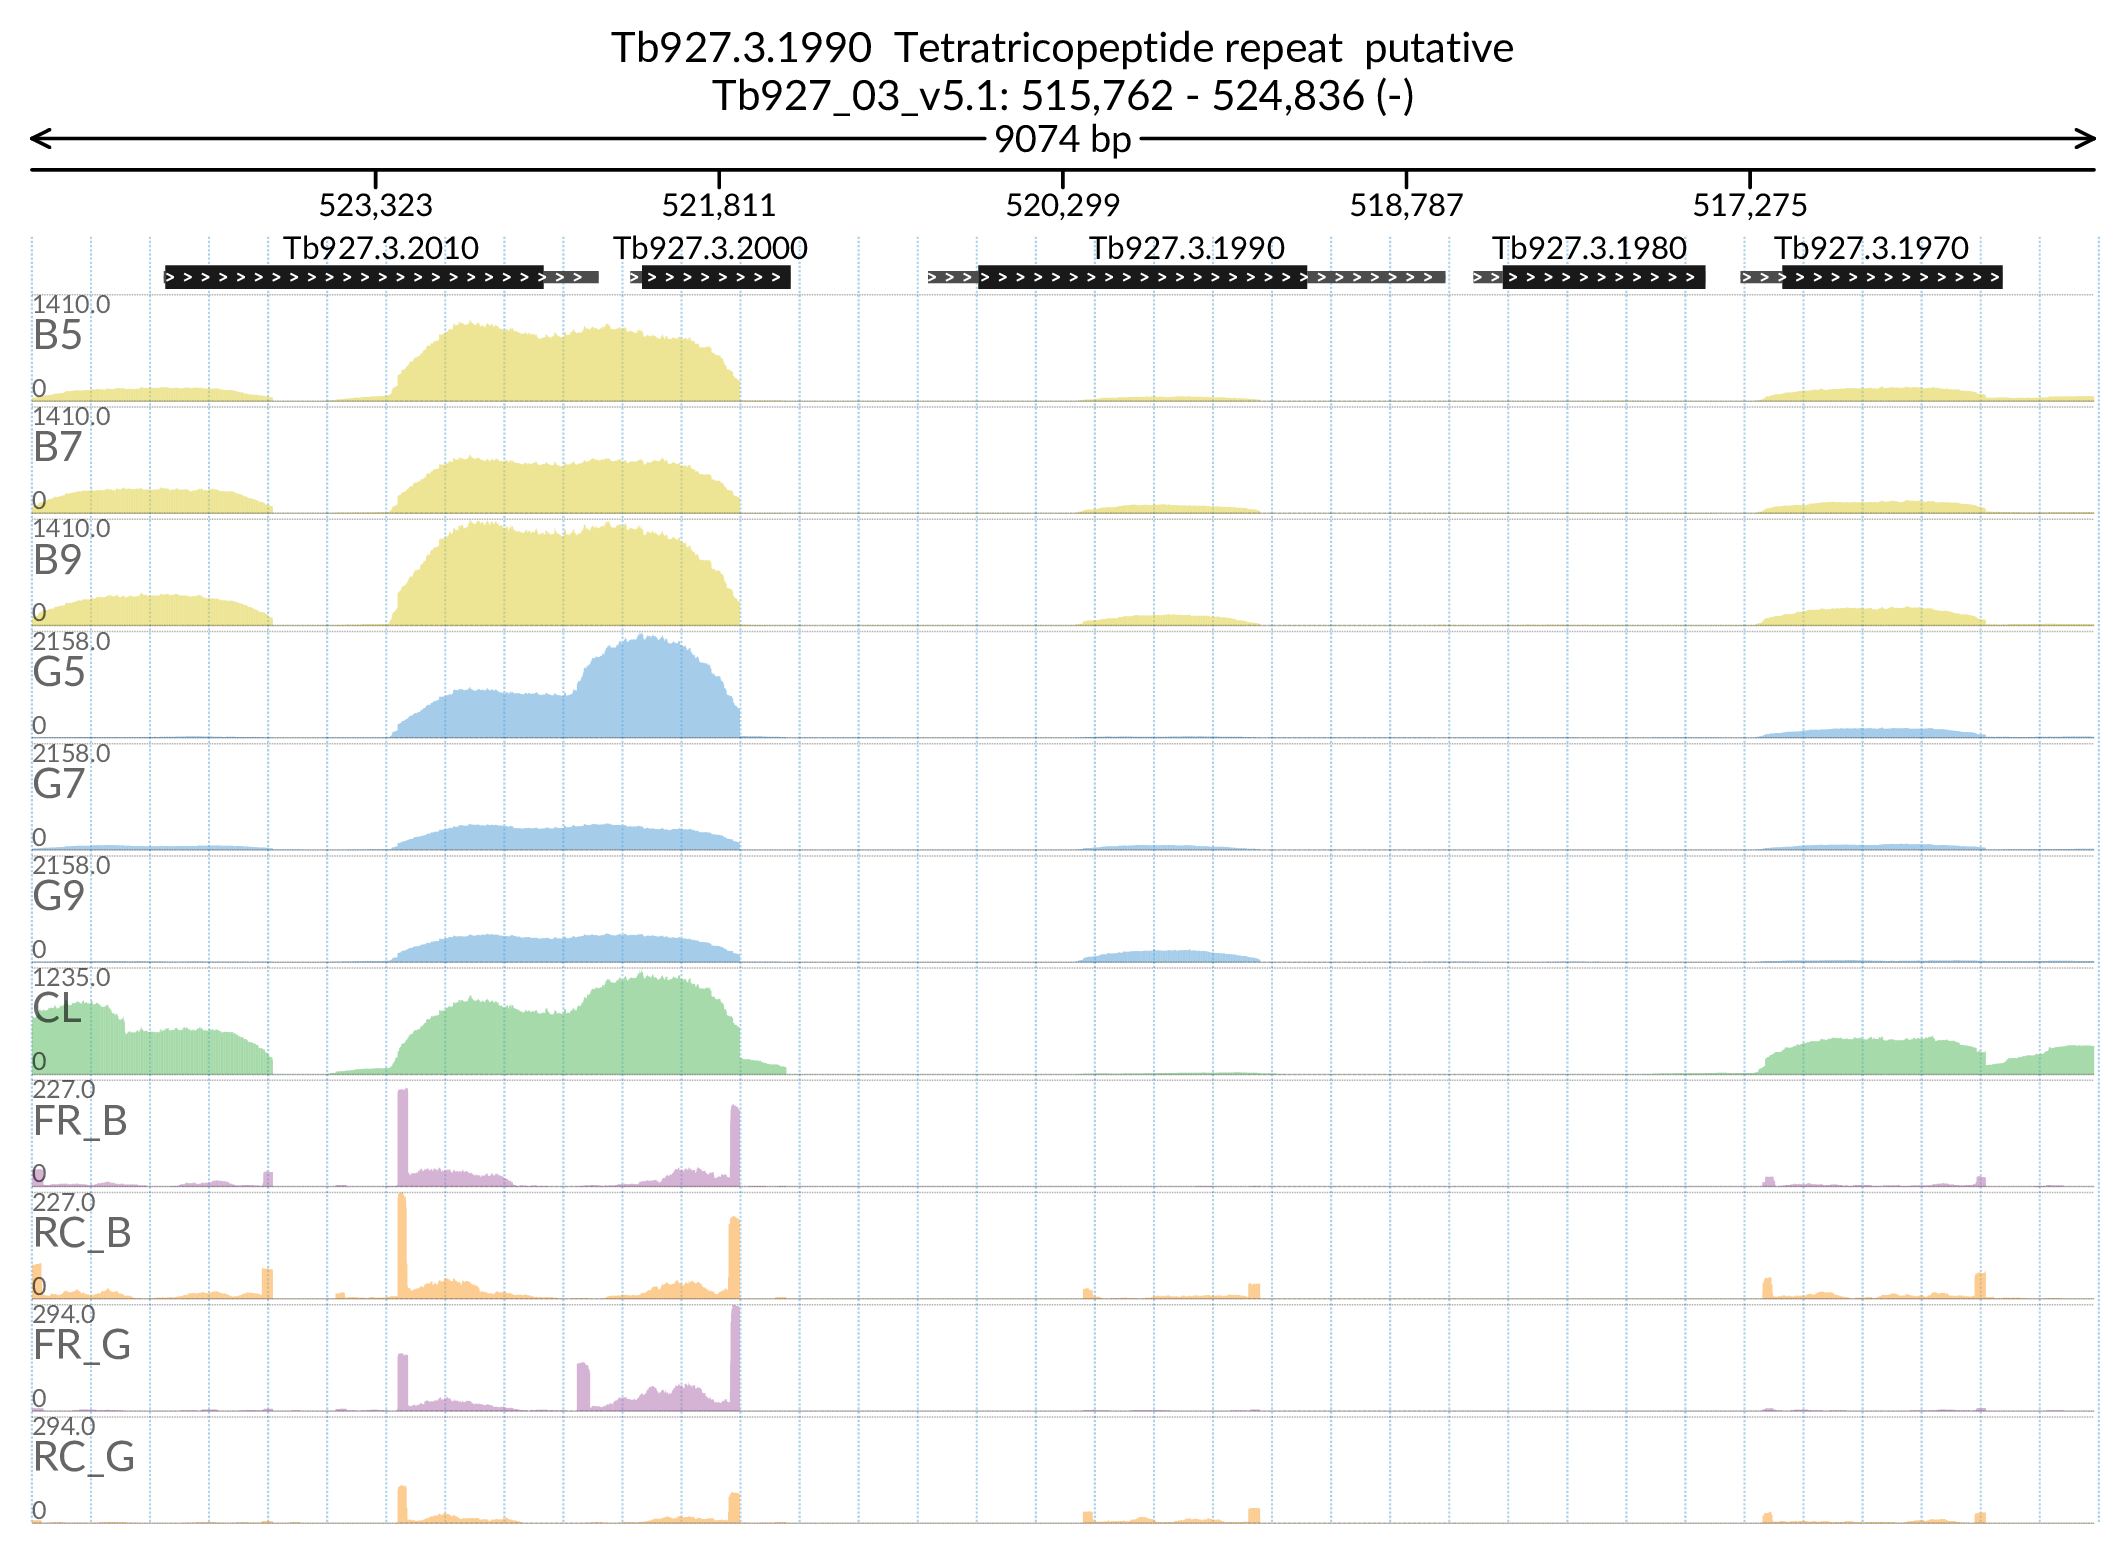 Tb927.3.1990 Tetratricopeptide repeat putative
Tb927_03_v5.1: 515,762 - 524,836 (-)
9074 bp
523,323 521,811 520,299 518,787 517,275
Tb927.3.2010 Tb927.3.2000 Tb927.3.1990 Tb927.3.1980 Tb927.3.1970
1410.0
B5
0
1410.0
B7
0
1410.0
B9
0
2158.0
G5
0
2158.0
G7
0
2158.0
G9
0
1235.0
CL
0
227.0
FR_B
0
227.0
RC_B
0
294.0
FR_G
0
294.0
RC_G
0